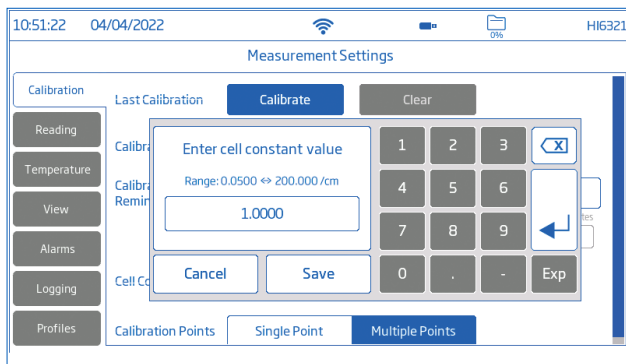 10:51:22 04/04/2022 0% HI6321
Measurement Settings
Calibration
Last Calibration Calibrate Clear
Reading
Enter cell constant value 1 2 3 X
Temperature
Range: 0.0500 ⇔ 200.000 /cm 4 5 6
1.0000
View
7 8 9
Alarms
Cancel Save 0 . - Exp
Logging
Profiles
Calibration Points Single Point Multiple Points